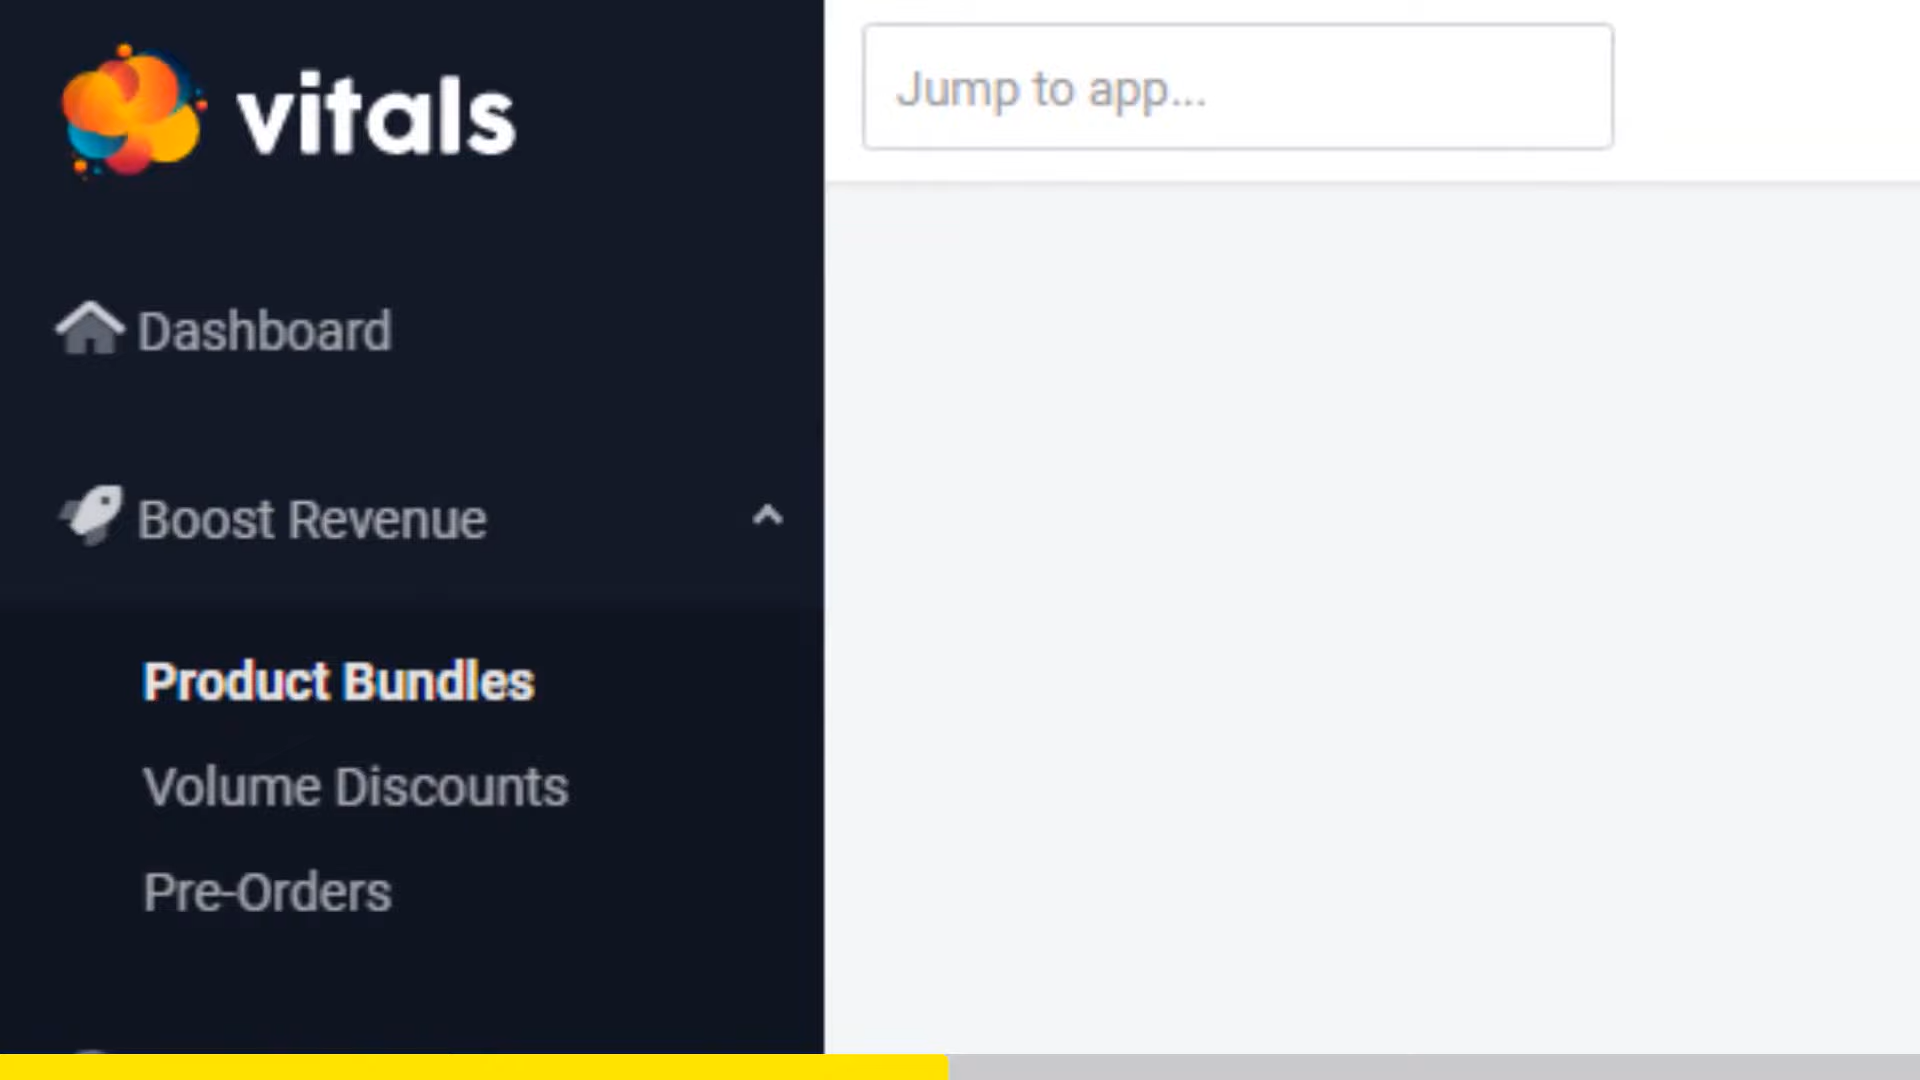 vitals
Jump to app...
Dashboard
Boost Revenue
Product Bundles
Volume Discounts
Pre-Orders